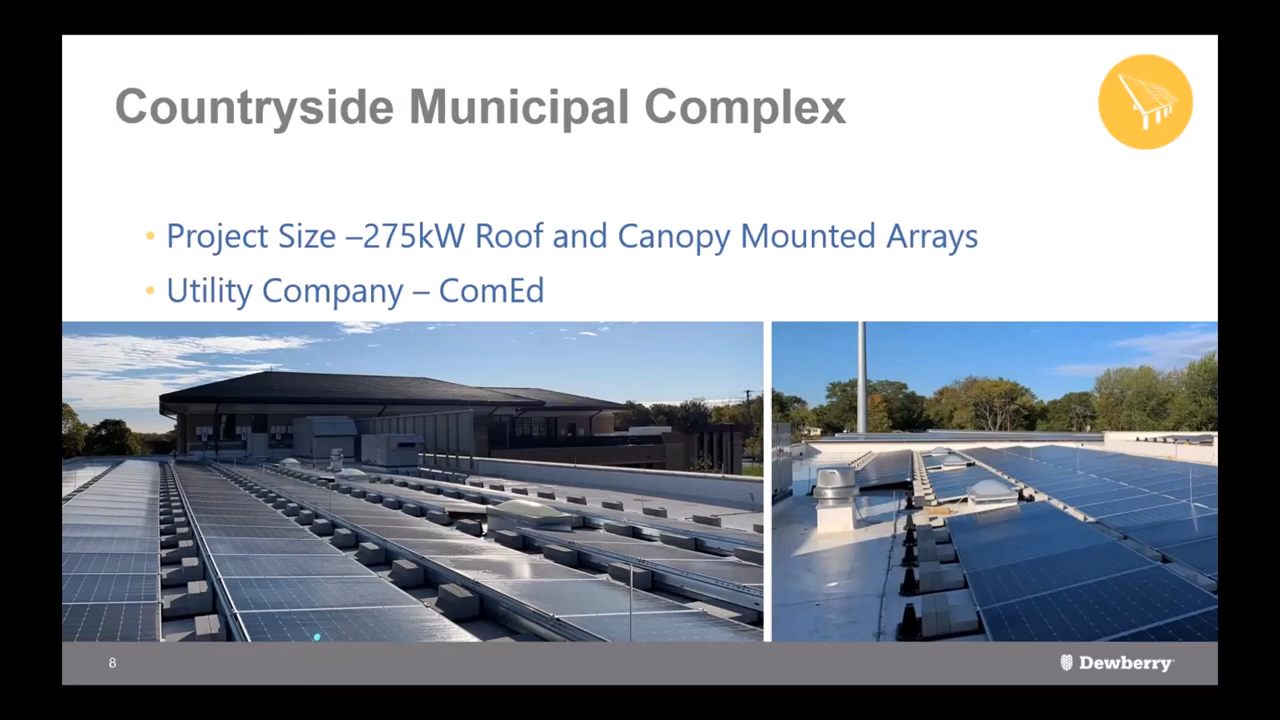 Countryside Municipal Complex
• Project Size –275kW Roof and Canopy Mounted Arrays
• Utility Company – ComEd
8
Dewberry